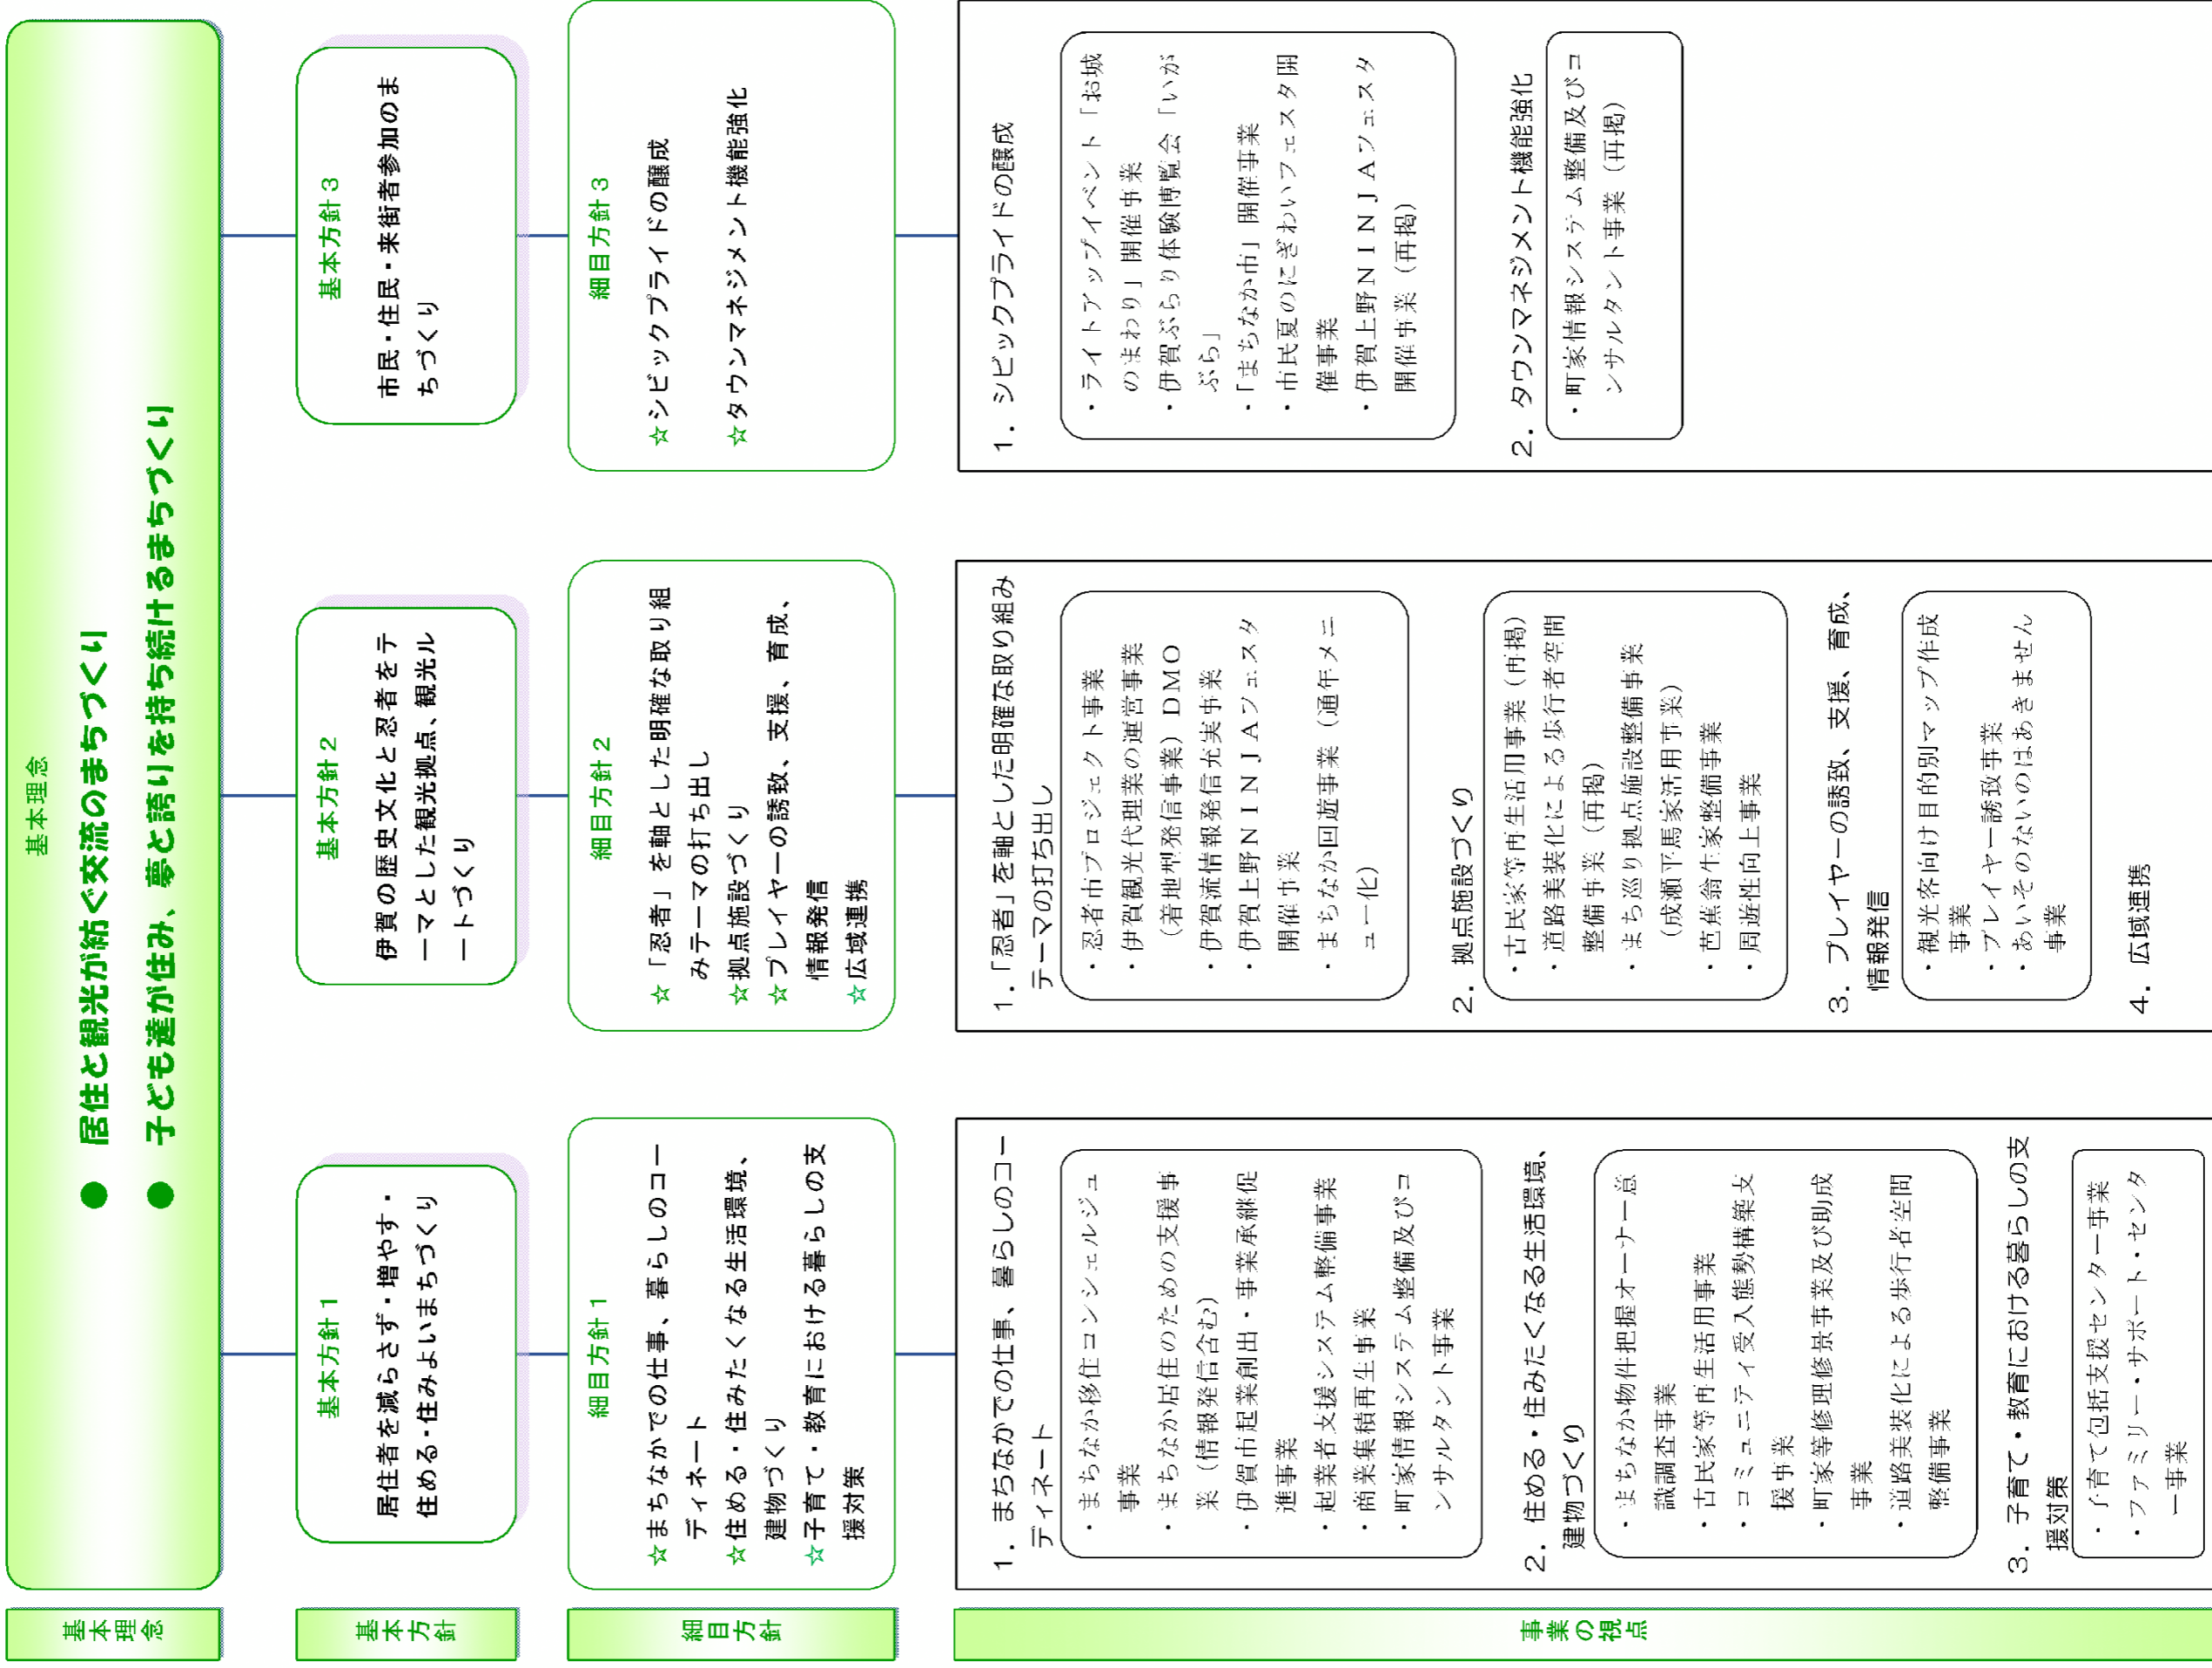 基本理念
基本理念
● 居住と観光が紡ぐ交流のまちづくり
● 子ども達が住み、夢と誇りを持ち続けるまちづくり
基本方針
基本方針1
居住者を減らさず・増やす・
住める・住みよいまちづくり
基本方針2
伊賀の歴史文化と忍者をテ
ーマとした観光拠点、観光ル
ートづくり
基本方針3
市民・住民・来街者参加のま
ちづくり
細目方針
細目方針1
☆まちなかでの仕事、暮らしのコー
ディネート
☆住める・住みたくなる生活環境、
建物づくり
☆子育て・教育における暮らしの支
援対策
細目方針2
☆「忍者」を軸とした明確な取り組
みテーマの打ち出し
☆拠点施設づくり
☆プレイヤーの誘致、支援、育成、
情報発信
☆広域連携
細目方針3
☆シビックプライドの醸成
☆タウンマネジメント機能強化
事業の視点
1．まちなかでの仕事、暮らしのコー
ディネート
・まちなか移住コンシェルジュ
事業
・まちなか居住のための支援事
業（情報発信含む）
・伊賀市起業創出・事業承継促
進事業
・起業者支援システム整備事業
・商業集積再生事業
・町家情報システム整備及びコ
ンサルタント事業
2．住める・住みたくなる生活環境、
建物づくり
・まちなか物件把握オーナー意
識調査事業
・古民家等再生活用事業
・コミュニティ受入態勢構築支
援事業
・町家等修理修景事業及び助成
事業
・道路美装化による歩行者空間
整備事業
3．子育て・教育における暮らしの支
援対策
・子育て包括支援センター事業
・ファミリー・サポート・センタ
ー事業
1．「忍者」を軸とした明確な取り組み
テーマの打ち出し
・忍者市プロジェクト事業
・伊賀観光代理業の運営事業
（着地型発信事業）DMO
・伊賀流情報発信充実事業
・伊賀上野NINJAフェスタ
開催事業
・まちなか回遊事業（通年メニ
ュー化）
2．拠点施設づくり
・古民家等再生活用事業（再掲）
・道路美装化による歩行者空間
整備事業（再掲）
・まち巡り拠点施設整備事業
（成瀬平馬家活用事業）
・芭蕉翁生家整備事業
・周遊性向上事業
3．プレイヤーの誘致、支援、育成、
情報発信
・観光客向け目的別マップ作成
事業
・プレイヤー誘致事業
・あいそのないのはあきません
事業
4．広域連携
1．シビックプライドの醸成
・ライトアップイベント「お城
のまわり」開催事業
・伊賀ぶらり体験博覧会「いが
ぶら」
・「まちなか市」開催事業
・市民夏のにぎわいフェスタ開
催事業
・伊賀上野NINJAフェスタ
開催事業（再掲）
2．タウンマネジメント機能強化
・町家情報システム整備及びコ
ンサルタント事業（再掲）